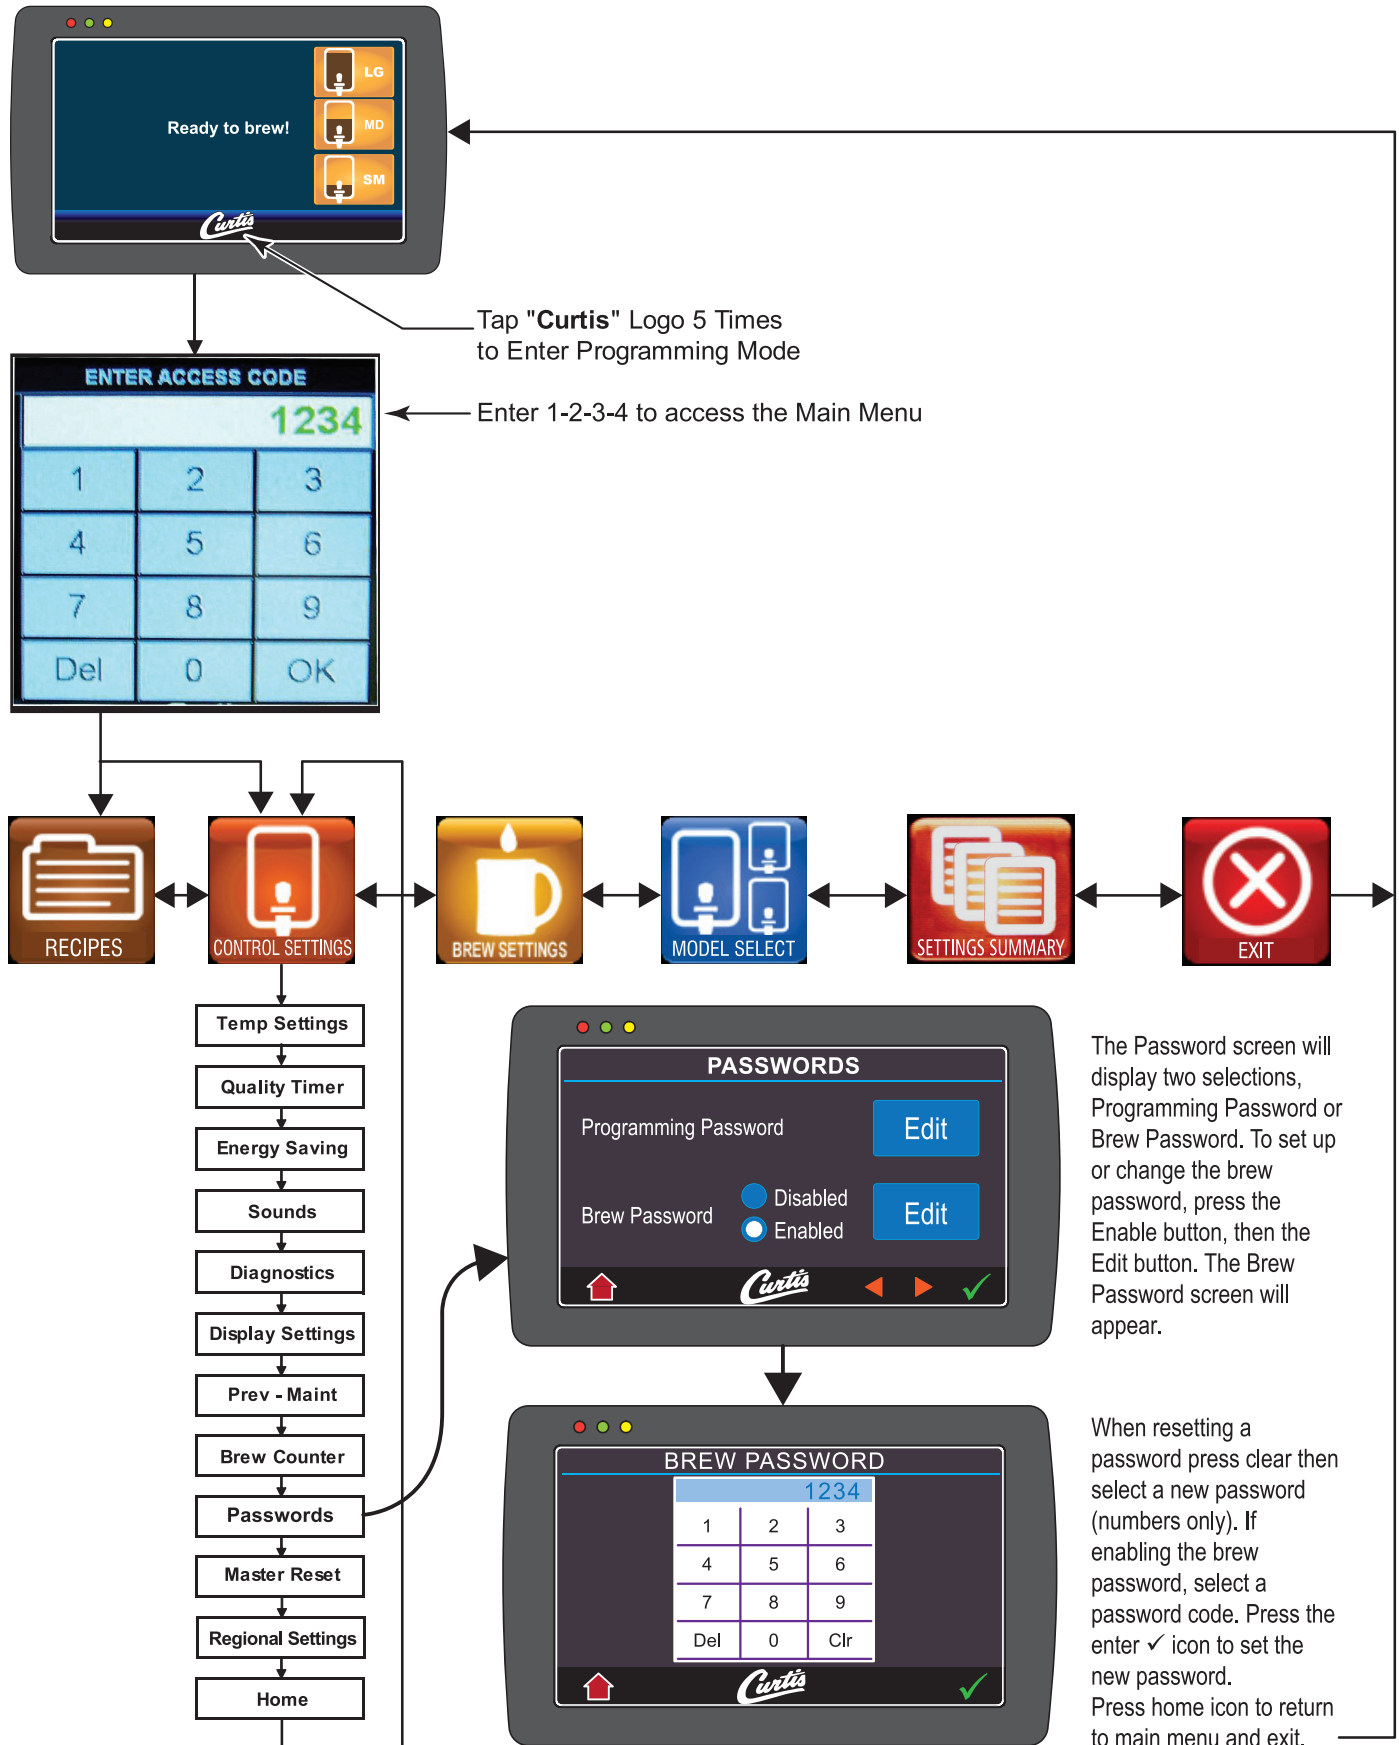 LG
Ready to brew!
MD
SM
Curtis
Tap "Curtis" Logo 5 Times
to Enter Programming Mode
ENTER ACCESS CODE
1234
Enter 1-2-3-4 to access the Main Menu
1 2 3
4 5 6
7 8 9
Del 0 OK
RECIPES
CONTROL SETTINGS
BREW SETTINGS
MODEL SELECT
SETTINGS SUMMARY
EXIT
Temp Settings
Quality Timer
Energy Saving
Sounds
Diagnostics
Display Settings
Prev - Maint
Brew Counter
Passwords
Master Reset
Regional Settings
Home
PASSWORDS
Programming Password
Edit
Brew Password
Disabled
Enabled
Edit
Curtis
The Password screen will
display two selections,
Programming Password or
Brew Password. To set up
or change the brew
password, press the
Enable button, then the
Edit button. The Brew
Password screen will
appear.
BREW PASSWORD
1234
1 2 3
4 5 6
7 8 9
Del 0 Clr
Curtis
When resetting a
password press clear then
select a new password
(numbers only). If
enabling the brew
password, select a
password code. Press the
enter ✓ icon to set the
new password.
Press home icon to return
to main menu and exit.